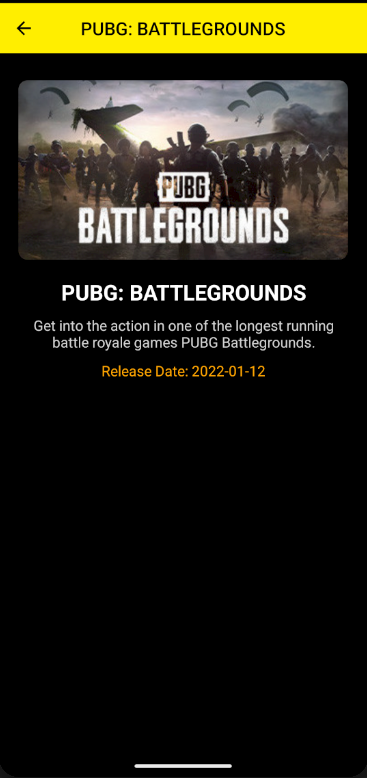 PUBG: BATTLEGROUNDS
PUBG
BATTLEGROUNDS
PUBG: BATTLEGROUNDS
Get into the action in one of the longest running
battle royale games PUBG Battlegrounds.
Release Date: 2022-01-12